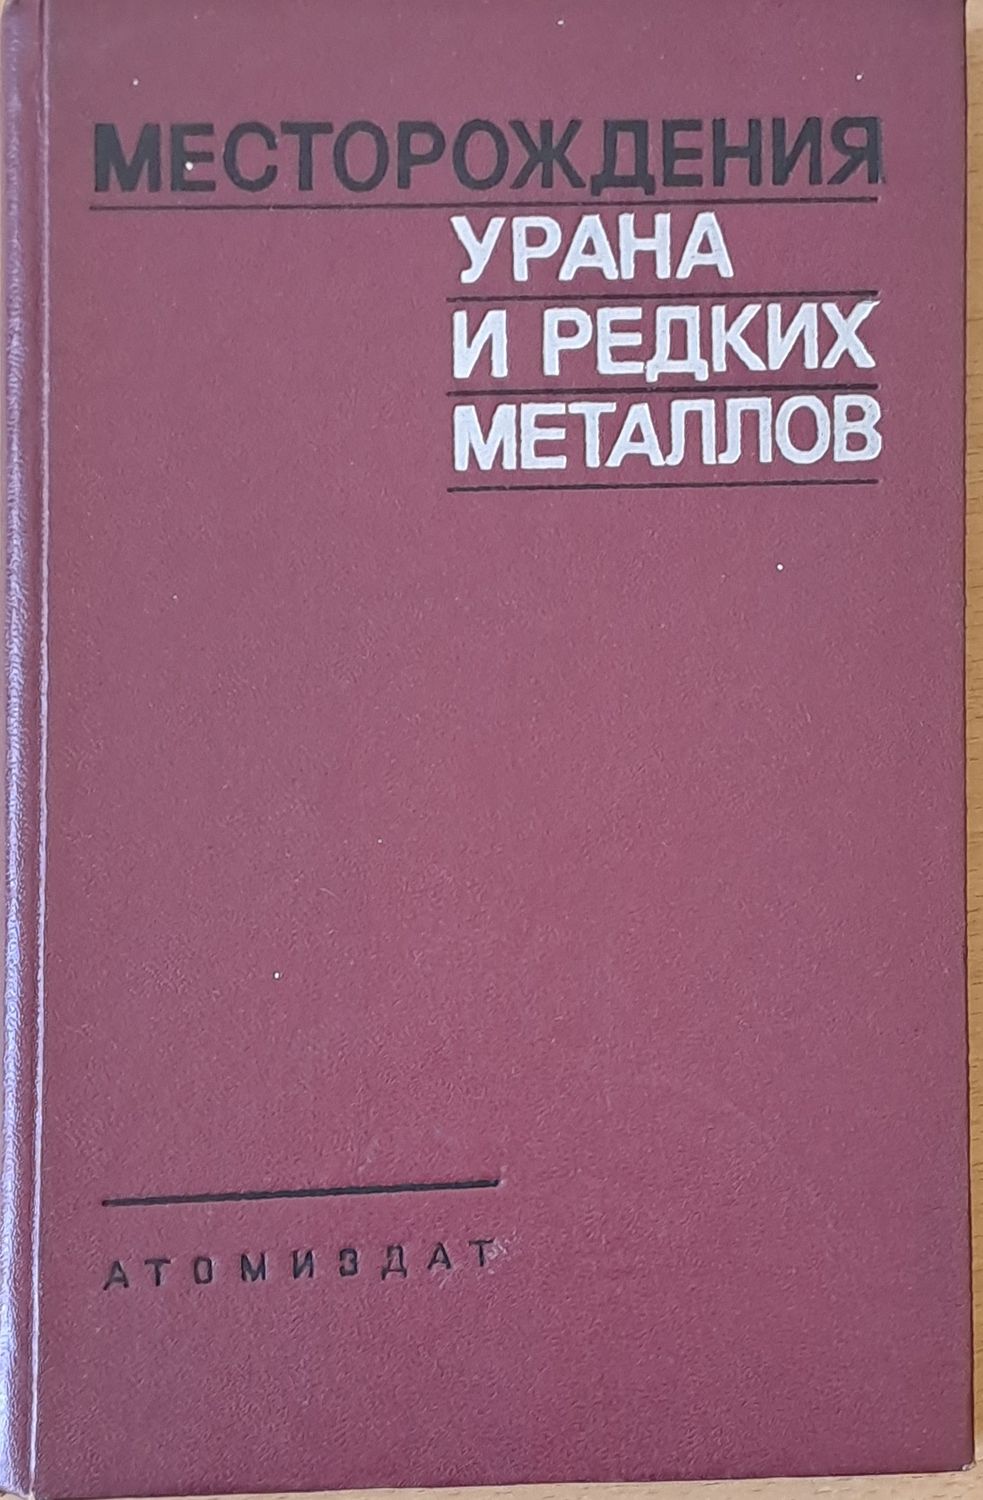 МЕСТОРОЖДЕНИЯ
УРАНА
И РЕДКИХ
МЕТАЛЛОВ
АТОМИЗДАТ